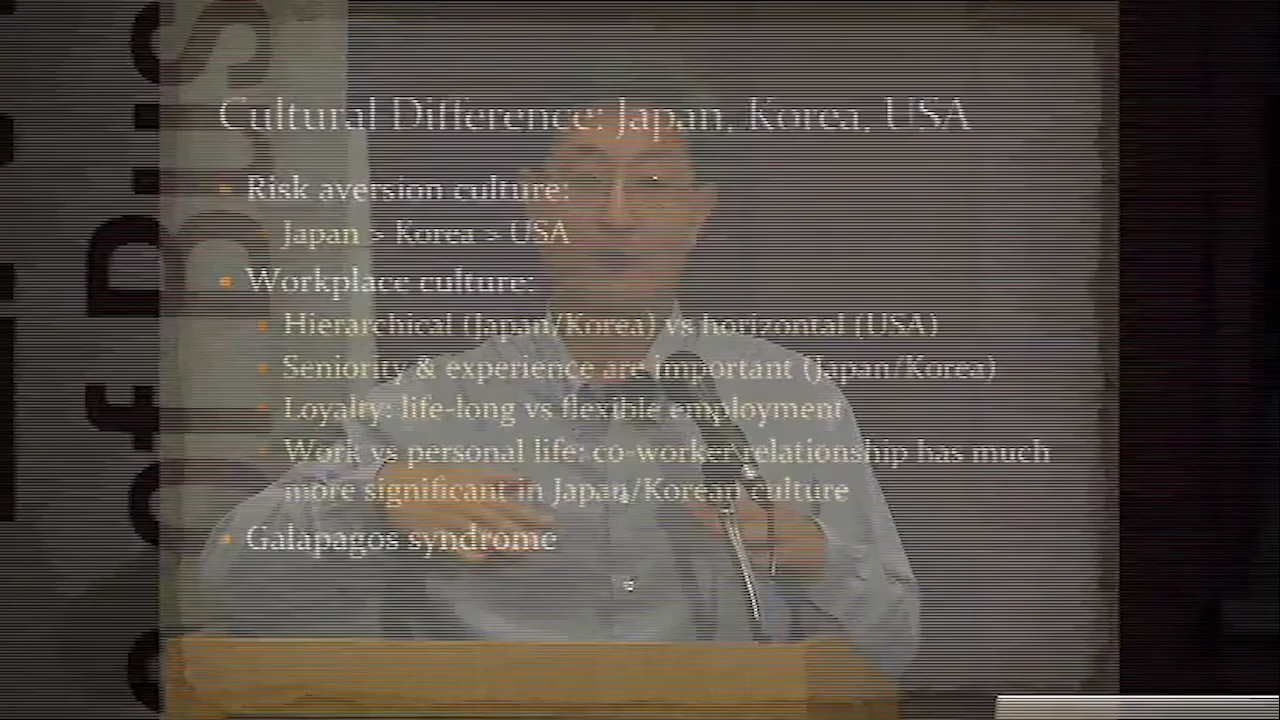 Cultural Difference: Japan, Korea, USA
Risk aversion culture:
Japan > Korea > USA
Workplace culture:
Hierarchical (Japan/Korea) vs horizontal (USA)
Seniority & experience are important (Japan/Korea)
Loyalty: life-long vs flexible employment
Work vs personal life: co-worker relationship has much
more significant in Japan/Korean culture
Galapagos syndrome